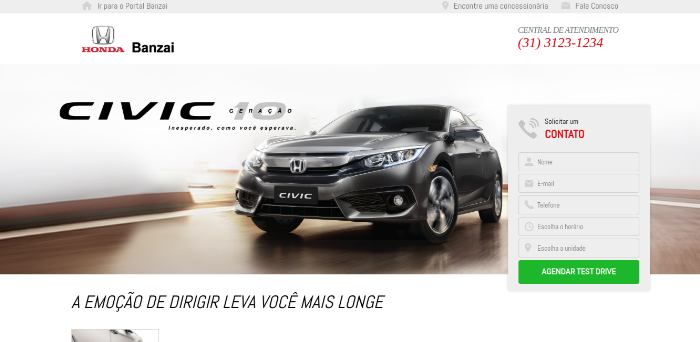 Ir para o Portal Banzai
Encontre uma concessionária
Fale Conosco
HONDA Banzai
CENTRAL DE ATENDIMENTO
(31) 3123-1234
CIVIC GERAÇÃO 10
Inesperado, como você esperava.
CIVIC
Solicitar um
CONTATO
Nome
E-mail
Telefone
Escolha o horário
Escolha a unidade
AGENDAR TEST DRIVE
A EMOÇÃO DE DIRIGIR LEVA VOCÊ MAIS LONGE